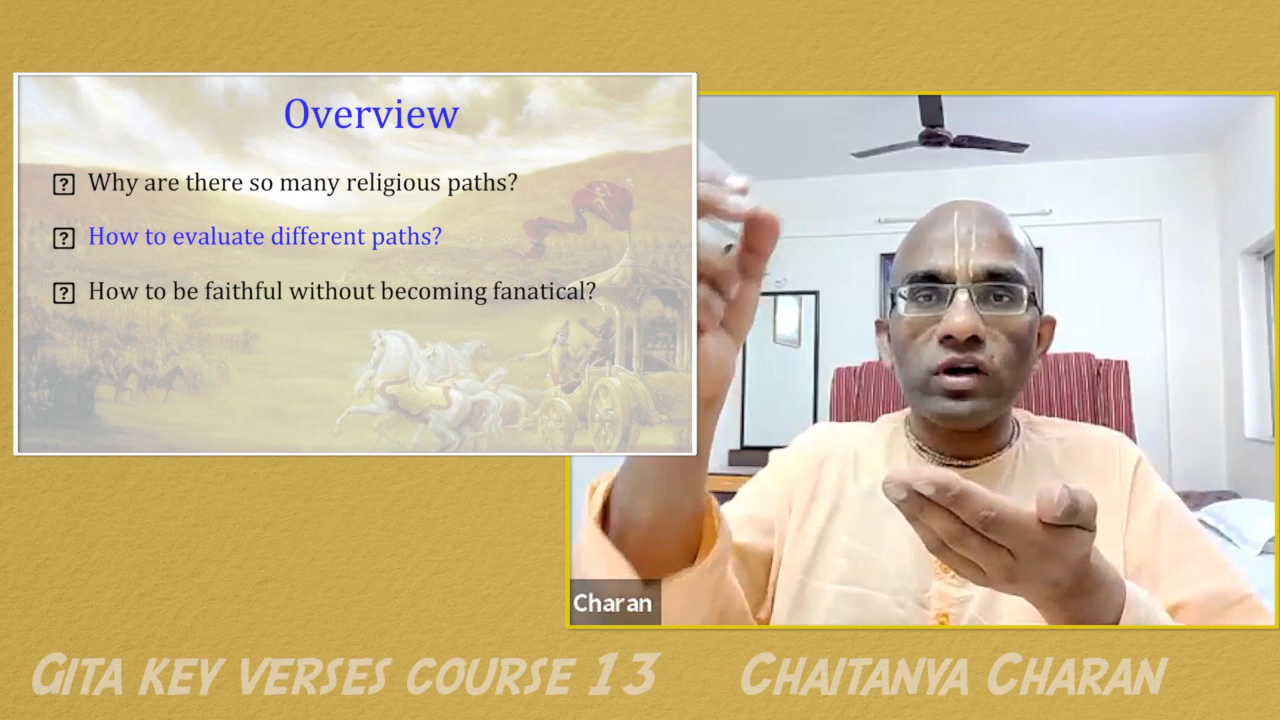 Overview
Why are there so many religious paths?
How to evaluate different paths?
How to be faithful without becoming fanatical?
Charan
GITA KEY VERSES COURSE 13
CHAITANYA CHARAN